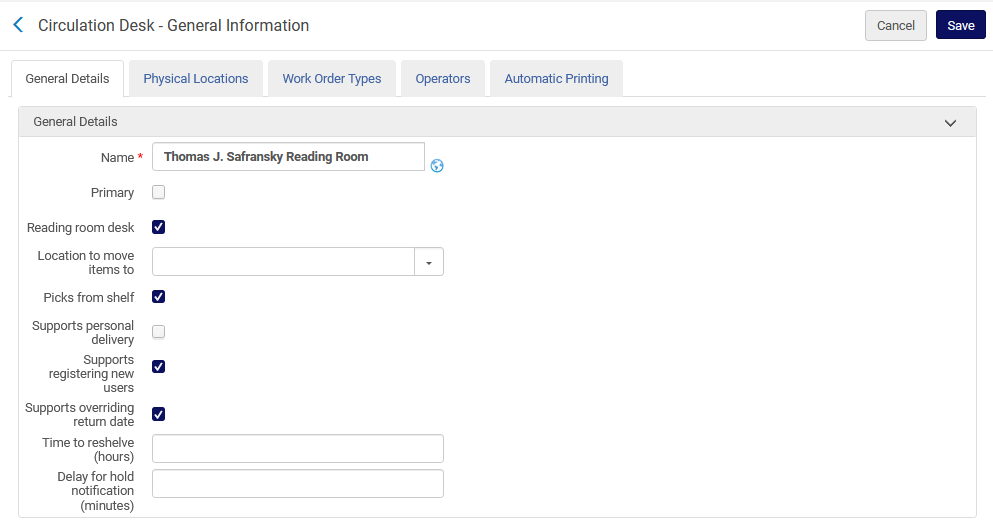 Circulation Desk - General Information
Cancel
Save
General Details
Physical Locations
Work Order Types
Operators
Automatic Printing
General Details
Name *
Thomas J. Safransky Reading Room
Primary
Reading room desk
Location to move
items to
Picks from shelf
Supports personal
delivery
Supports
registering new
users
Supports overriding
return date
Time to reshelve
(hours)
Delay for hold
notification
(minutes)